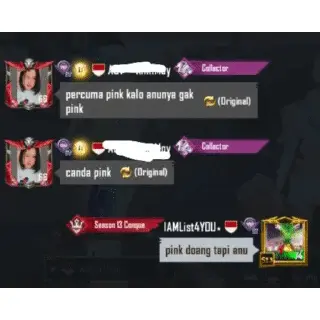 Collector
percuma pink kalo anunya gak
pink
(Original)
Collector
canda pink (Original)
Season 13 Conque
IAMList4YOU
pink doang tapi anu